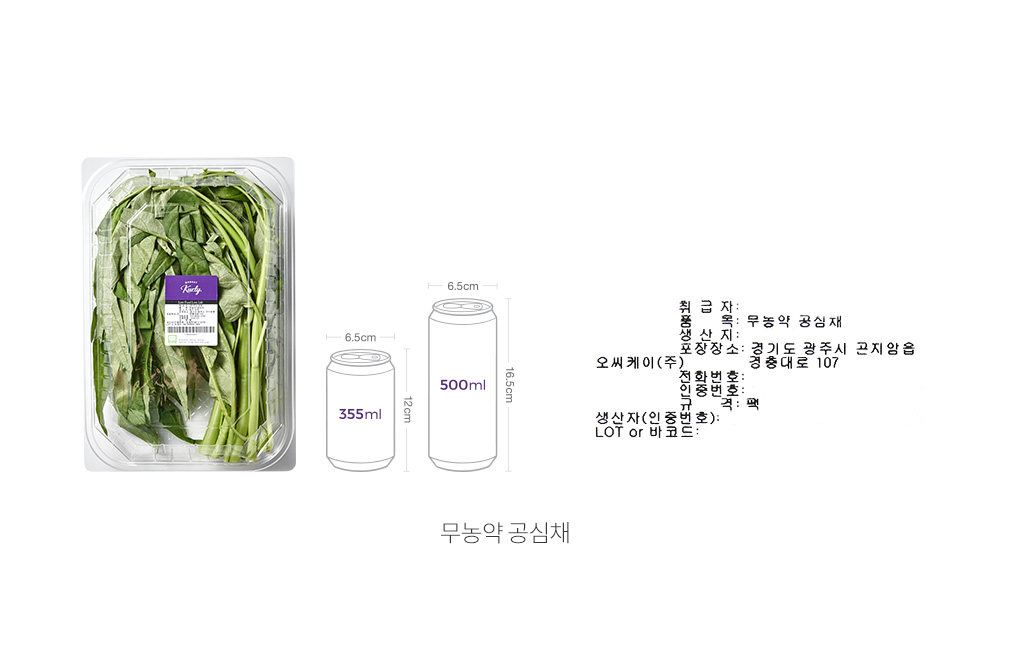 Kurly
6.5cm
355ml
12cm
6.5cm
500ml
16.5cm
취 급 자:
품 목: 무농약 공심채
생 산 지:
포장장소: 경기도 광주시 곤지암읍
오씨케이(주) 경충대로 107
전화번호:
인증번호:
규 격: 팩
생산자(인증번호):
LOT or 바코드:
무농약 공심채